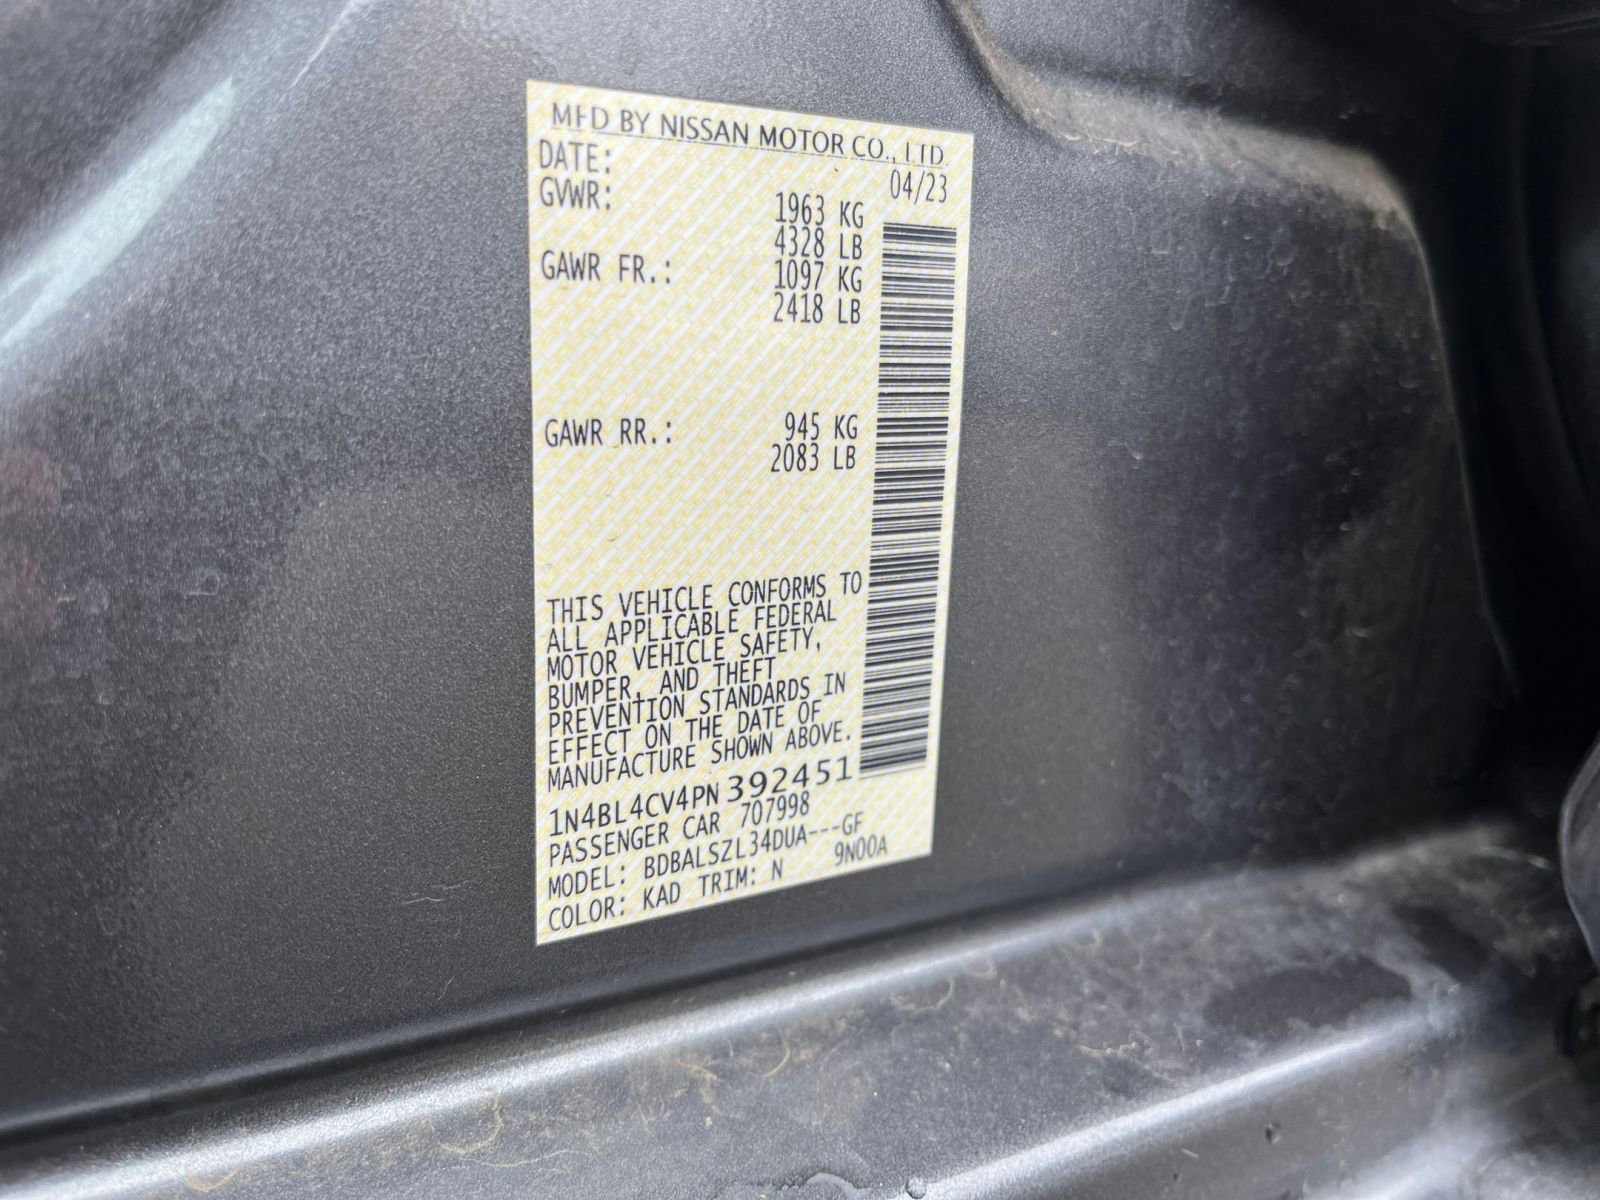 MFD BY NISSAN MOTOR CO., LTD.
DATE: 04/23
GVWR: 1963 KG
4328 LB
GAWR FR.: 1097 KG
2418 LB
GAWR RR.: 945 KG
2083 LB
THIS VEHICLE CONFORMS TO
ALL APPLICABLE FEDERAL
MOTOR VEHICLE SAFETY,
BUMPER, AND THEFT
PREVENTION STANDARDS IN
EFFECT ON THE DATE OF
MANUFACTURE SHOWN ABOVE.
1N4BL4CV4PN392451
PASSENGER CAR 707998
MODEL: BDBALSZL34DUA---GF
COLOR: KAD TRIM: N 9N00A